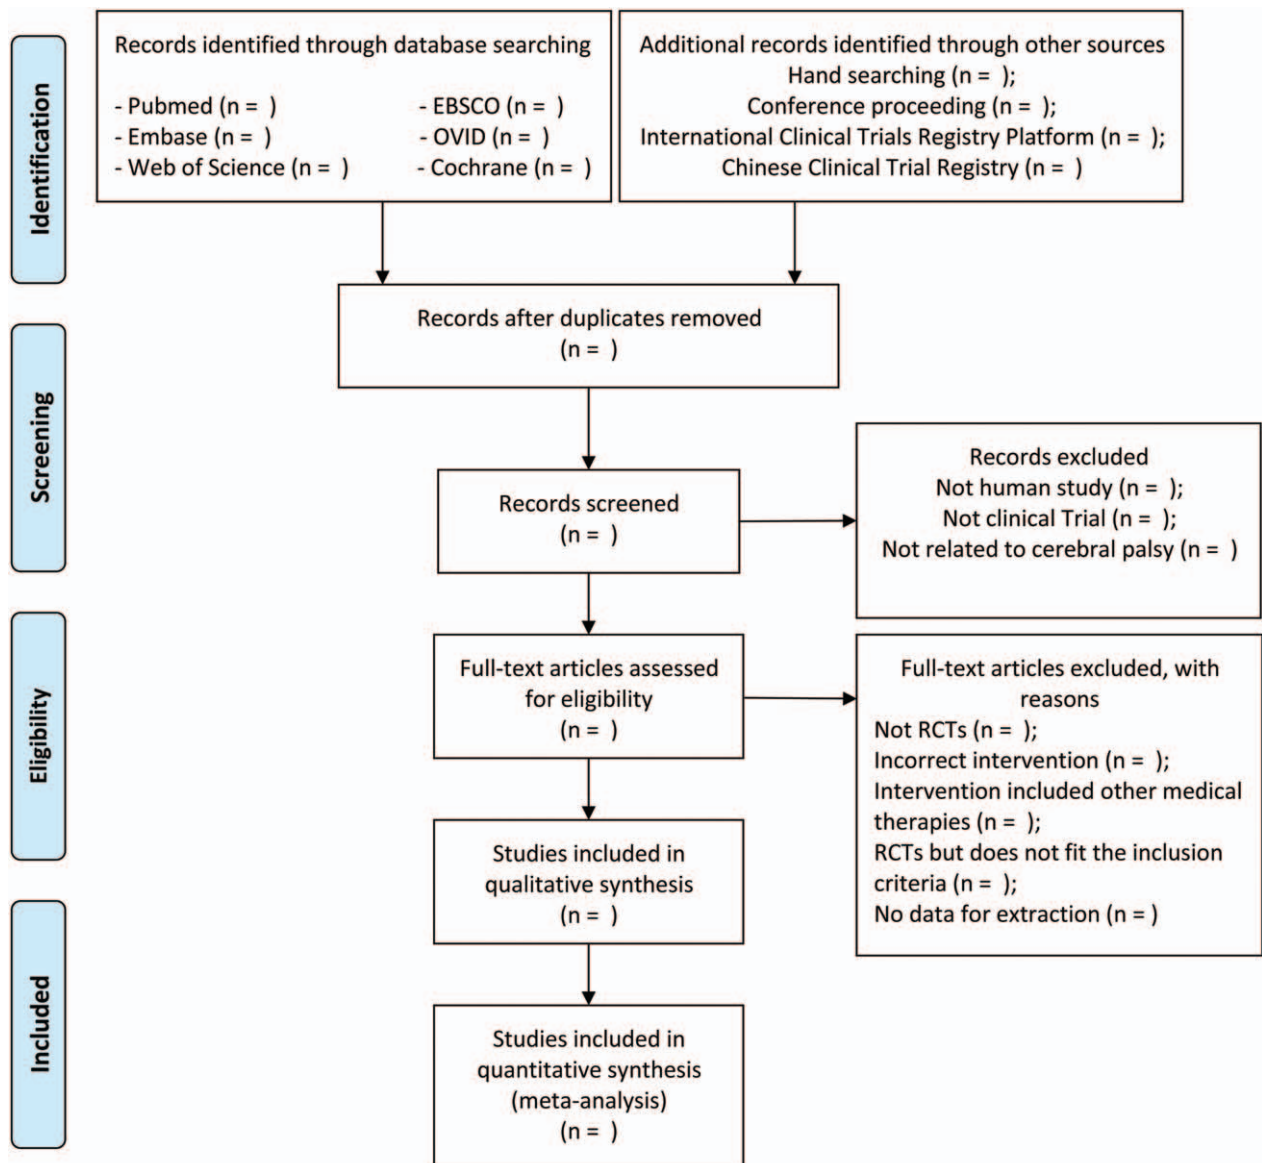 Identification
Records identified through database searching
- Pubmed (n =  )
- EBSCO (n =  )
- Embase (n =  )
- OVID (n =  )
- Web of Science (n =  )
- Cochrane (n =  )
Additional records identified through other sources
Hand searching (n =  );
Conference proceeding (n =  );
International Clinical Trials Registry Platform (n =  );
Chinese Clinical Trial Registry (n =  )
Screening
Records after duplicates removed
(n =  )
Records screened
(n =  )
Records excluded
Not human study (n =  );
Not clinical Trial (n =  );
Not related to cerebral palsy (n =  )
Eligibility
Full-text articles assessed
for eligibility
(n =  )
Full-text articles excluded, with
reasons
Not RCTs (n =  );
Incorrect intervention (n =  );
Intervention included other medical
therapies (n =  );
RCTs but does not fit the inclusion
criteria (n =  );
No data for extraction (n = )
Studies included in
qualitative synthesis
(n =  )
Included
Studies included in
quantitative synthesis
(meta-analysis)
(n =  )